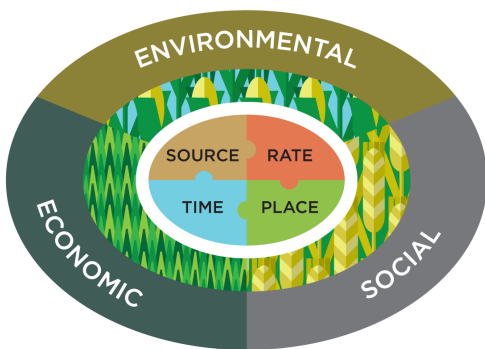 ENVIRONMENTAL
SOURCE
RATE
TIME
PLACE
ECONOMIC
SOCIAL